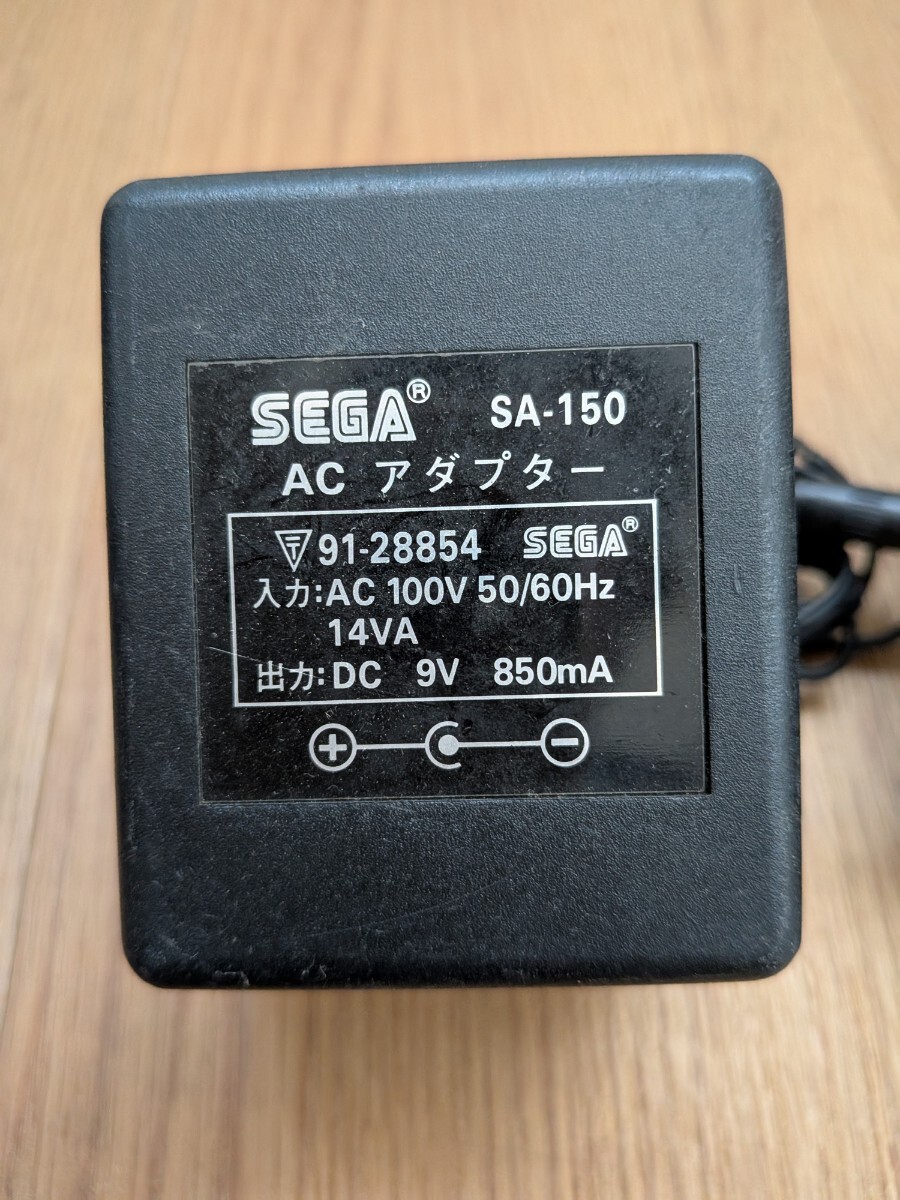 SEGA® SA-150
AC アダプター
91-28854 SEGA®
入力:AC 100V 50/60Hz
14VA
出力:DC 9V 850mA